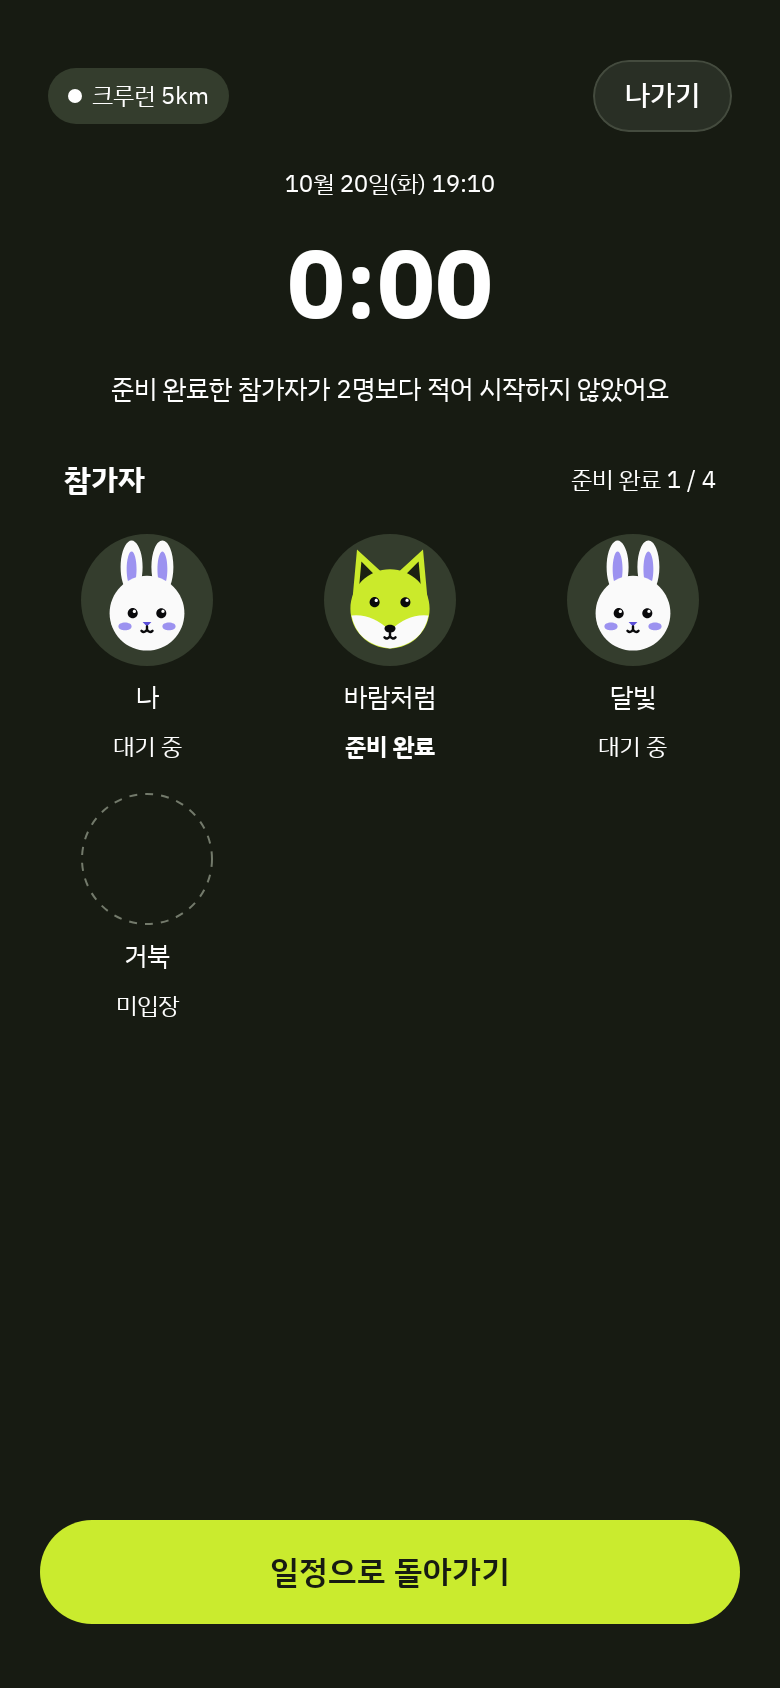 크루런 5km
나가기
10월 20일(화) 19:10
0:00
준비 완료한 참가자가 2명보다 적어 시작하지 않았어요
참가자
준비 완료 1 / 4
나
바람처럼
달빛
대기 중
준비 완료
대기 중
거북
미입장
일정으로 돌아가기